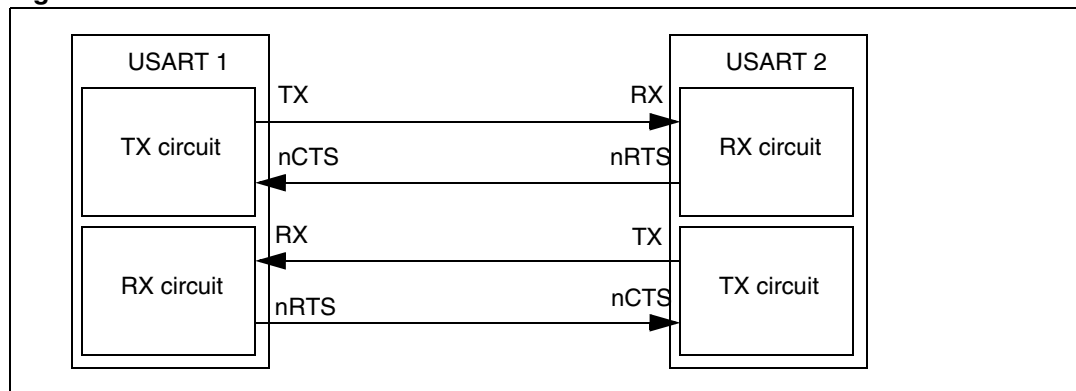 USART 1
USART 2
TX
RX
TX circuit
RX circuit
nCTS
nRTS
RX
TX
RX circuit
TX circuit
nRTS
nCTS